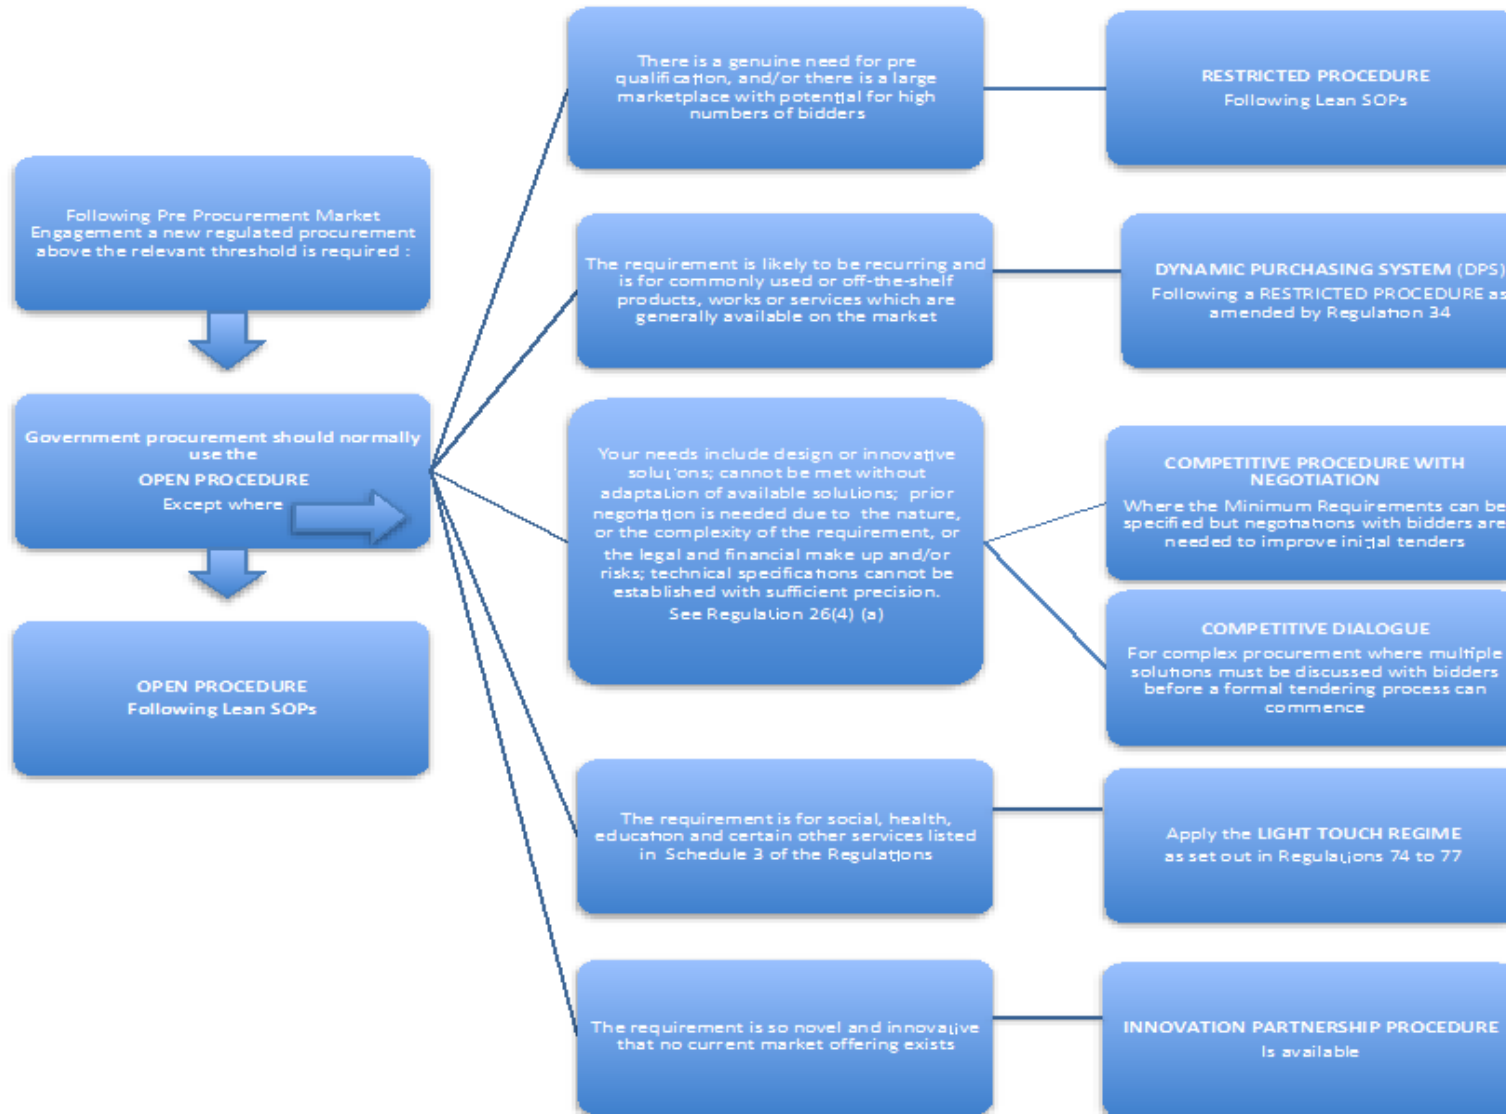 Following Pre Procurement Market
Engagement a new regulated procurement
above the relevant threshold is required :
Government procurement should normally
use the
OPEN PROCEDURE
Except where
OPEN PROCEDURE
Following Lean SOPs
There is a genuine need for pre
qualification, and/or there is a large
marketplace with potential for high
numbers of bidders
RESTRICTED PROCEDURE
Following Lean SOPs
The requirement is likely to be recurring and
is for commonly used or off-the-shelf
products, works or services which are
generally available on the market
DYNAMIC PURCHASING SYSTEM (DPS)
Following a RESTRICTED PROCEDURE as
amended by Regulation 34
Your needs include design or innovative
solutions; cannot be met without
adaptation of available solutions; prior
negotiation is needed due to the nature,
or the complexity of the requirement, or
the legal and financial make up and/or
risks; technical specifications cannot be
established with sufficient precision.
See Regulation 26(4) (a)
COMPETITIVE PROCEDURE WITH
NEGOTIATION
Where the Minimum Requirements can be
specified but negotiations with bidders are
needed to improve initial tenders
COMPETITIVE DIALOGUE
For complex procurement where multiple
solutions must be discussed with bidders
before a formal tendering process can
commence
The requirement is for social, health,
education and certain other services listed
in Schedule 3 of the Regulations
Apply the LIGHT TOUCH REGIME
as set out in Regulations 74 to 77
The requirement is so novel and innovative
that no current market offering exists
INNOVATION PARTNERSHIP PROCEDURE
Is available